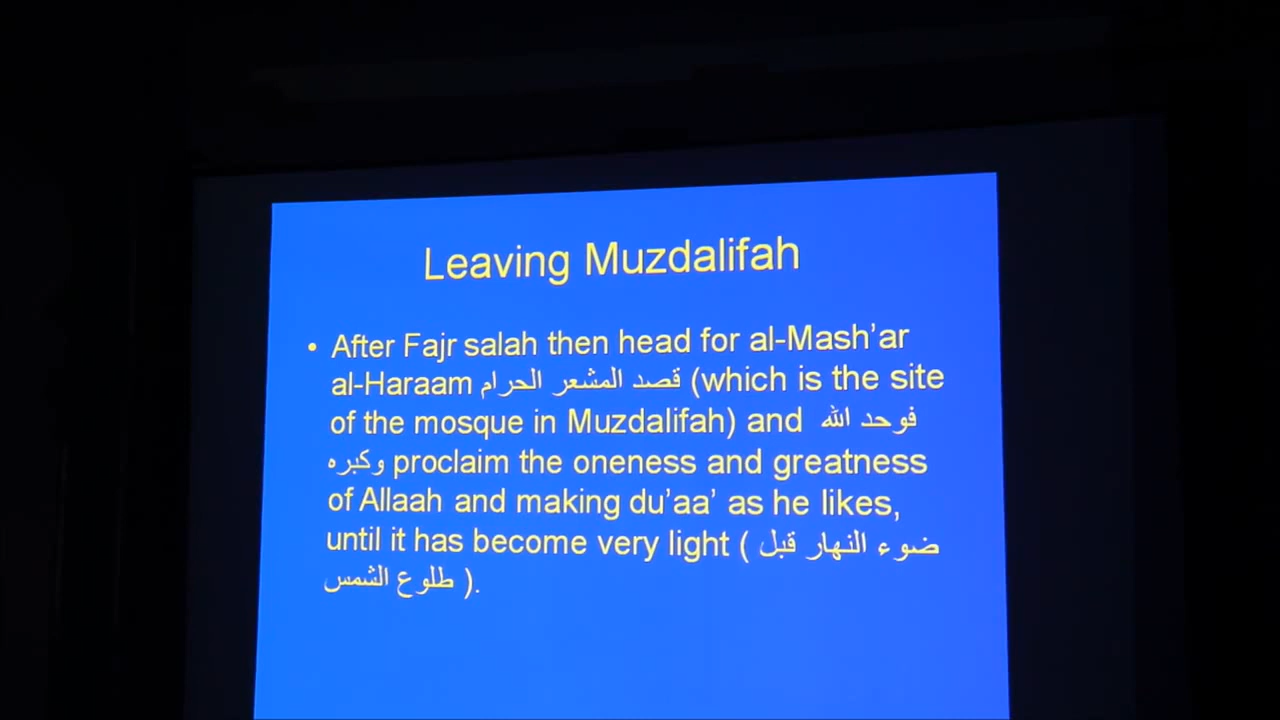 Leaving Muzdalifah
• After Fajr salah then head for al-Mash’ar
al-Haraam قصد المشعر الحرام (which is the site
of the mosque in Muzdalifah) and فوحد الله
وكبره proclaim the oneness and greatness
of Allaah and making du’aa’ as he likes,
until it has become very light ( ضوء النهار قبل
طلوع الشمس ).